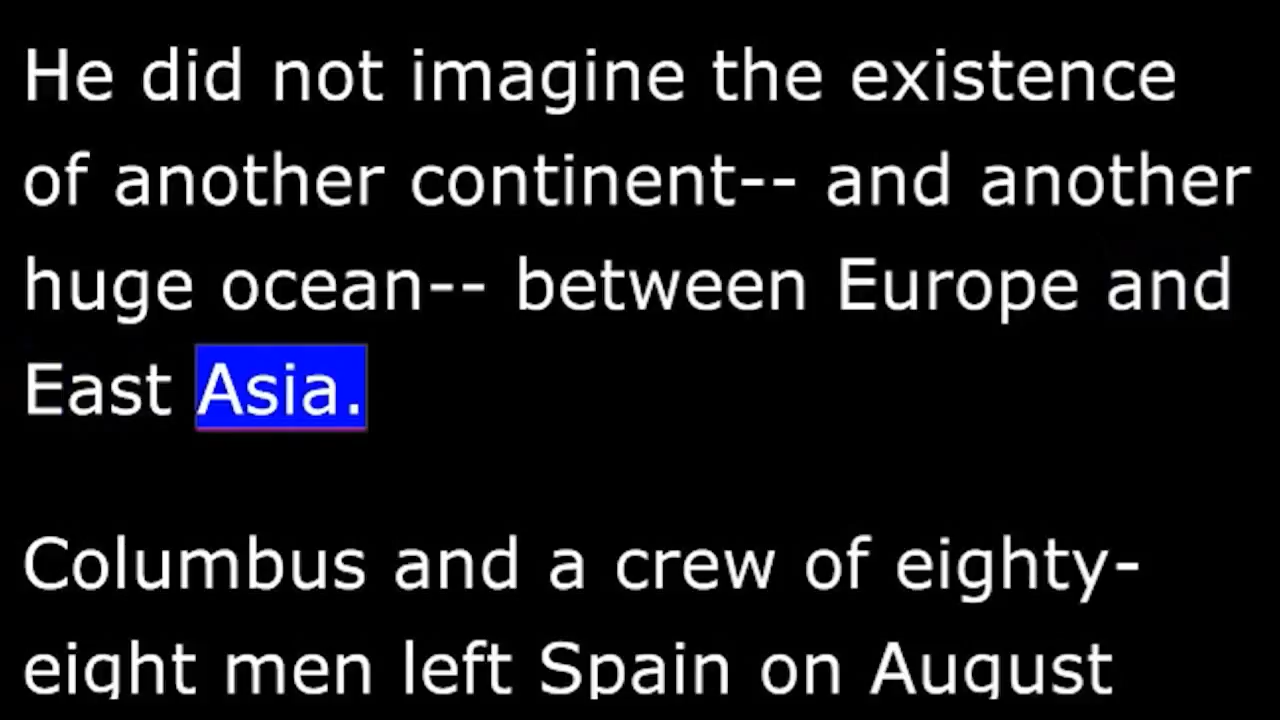 He did not imagine the existence
of another continent-- and another
huge ocean-- between Europe and
East Asia.
Columbus and a crew of eighty-
eight men left Spain on August